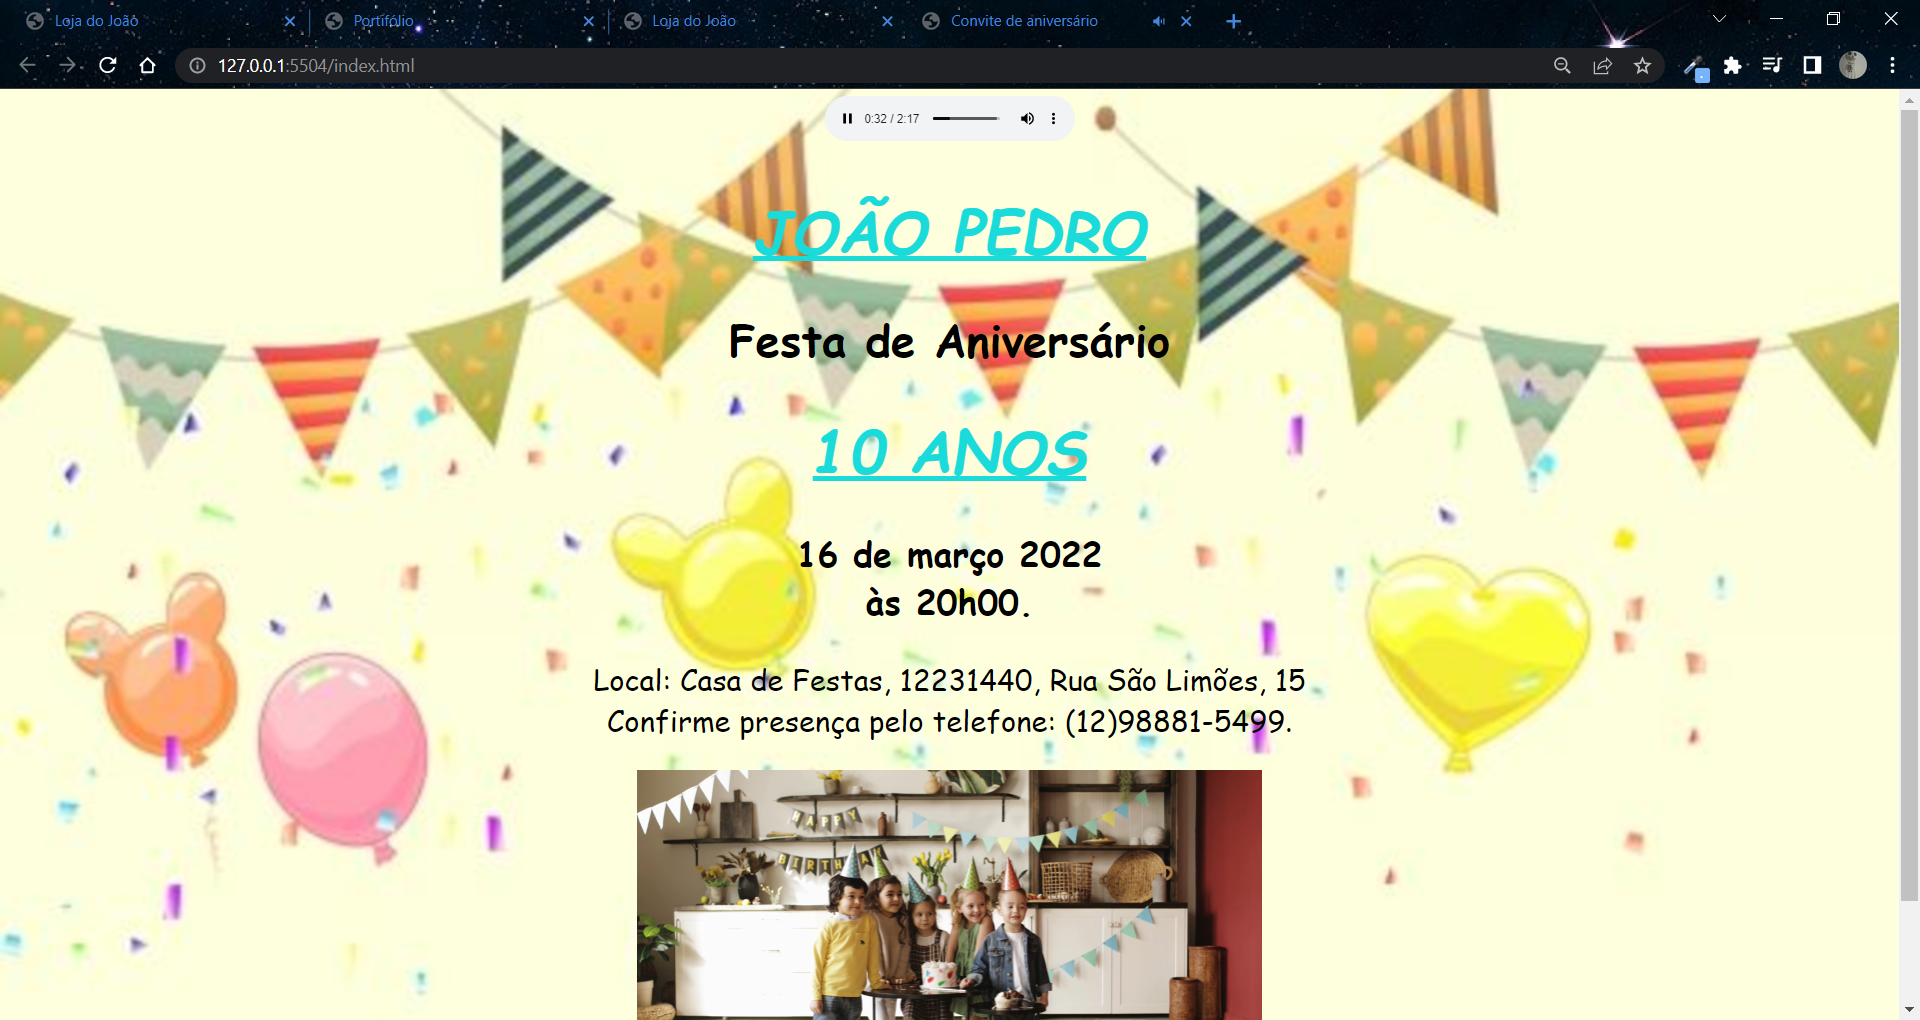 Loja do João
Portifólio
Loja do João
Convite de aniversário
127.0.0.1:5504/index.html
0:32 / 2:17
JOÃO PEDRO
Festa de Aniversário
10 ANOS
16 de março 2022
às 20h00.
Local: Casa de Festas, 12231440, Rua São Limões, 15
Confirme presença pelo telefone: (12)98881-5499.
HAPPY
BIRTHDAY